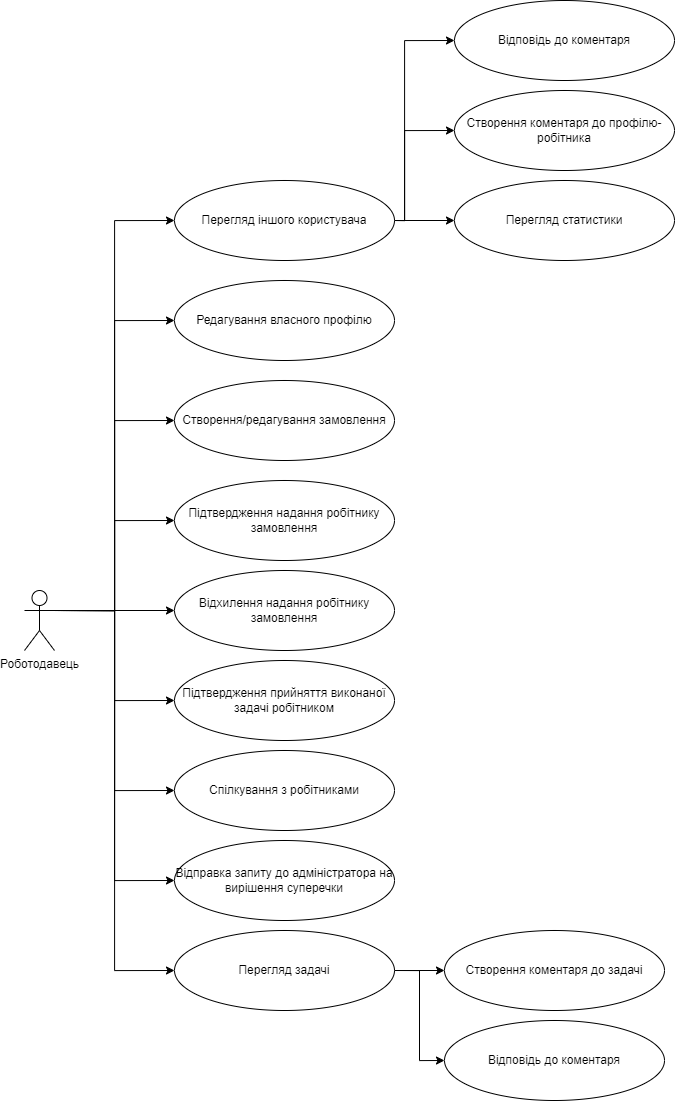 Відповідь до коментаря
Створення коментаря до профілю-
робітника
Перегляд іншого користувача
Перегляд статистики
Редагування власного профілю
Створення/редагування замовлення
Підтвердження надання робітнику
замовлення
Відхилення надання робітнику
замовлення
Роботодавець
Підтвердження прийняття виконаної
задачі робітником
Спілкування з робітниками
Відправка запиту до адміністратора на
вирішення суперечки
Перегляд задачі
Створення коментаря до задачі
Відповідь до коментаря